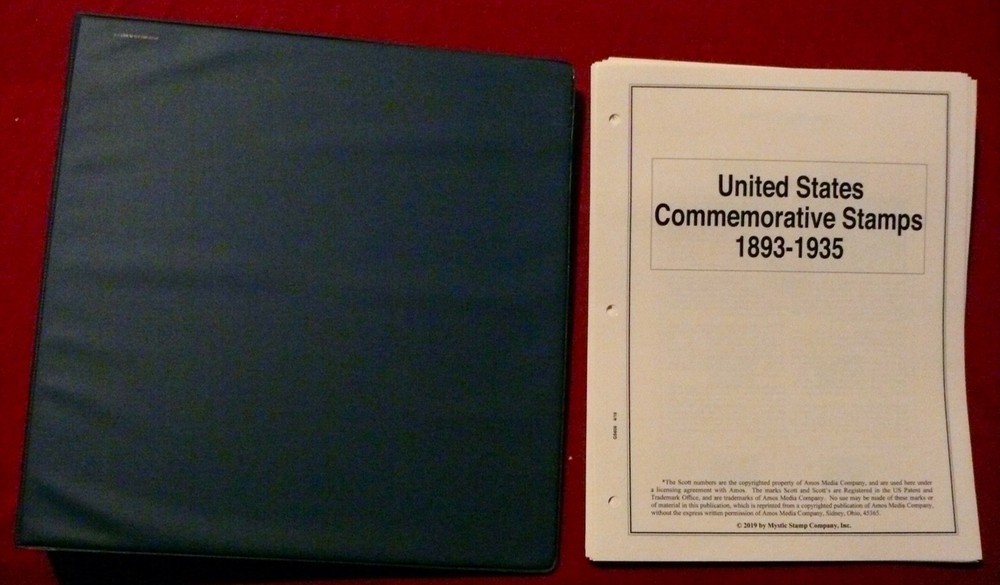 United States
Commemorative Stamps
1893-1935
*The Scott numbers are the copyrighted property of Amos Media Company, and are used here under
a licensing agreement with Amos. The marks Scott and Scott's are Registered in the US Patent and
Trademark Office, and are trademarks of Amos Media Company. No use may be made of these marks or
of material in this publication, which is reprinted from a copyrighted publication of Amos Media Company,
without the express written permission of Amos Media Company, Sidney, Ohio, 45365.
© 2019 by Mystic Stamp Company, Inc.